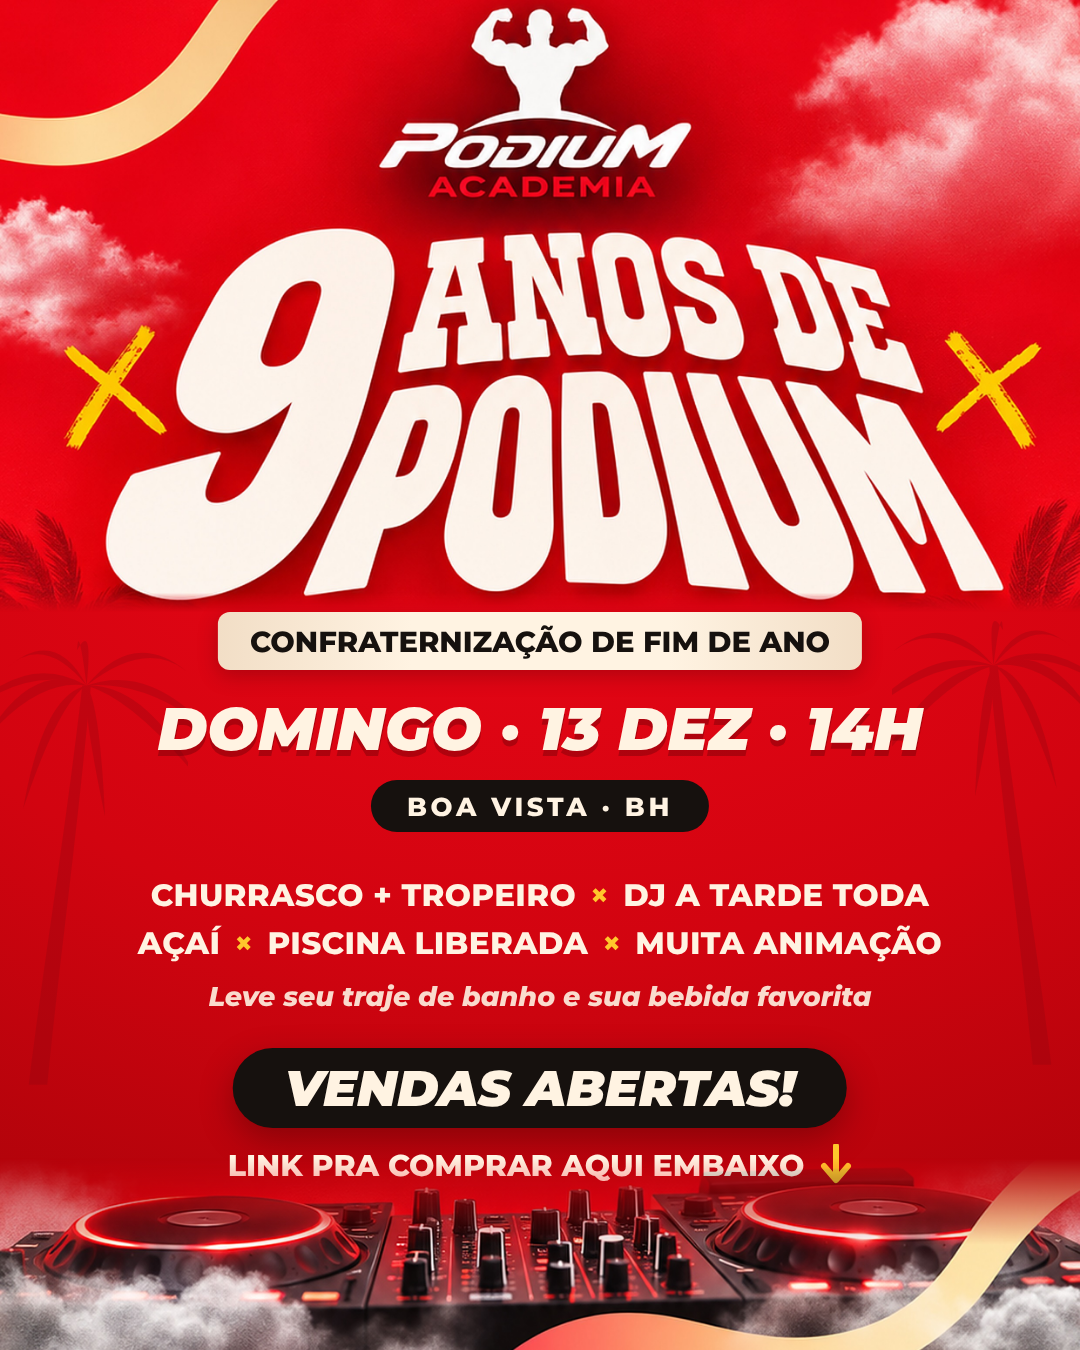 PODIUM
ACADEMIA
9 ANOS DE
PODIUM
CONFRATERNIZAÇÃO DE FIM DE ANO
DOMINGO • 13 DEZ • 14H
BOA VISTA • BH
CHURRASCO + TROPEIRO × DJ A TARDE TODA
AÇAÍ × PISCINA LIBERADA × MUITA ANIMAÇÃO
Leve seu traje de banho e sua bebida favorita
VENDAS ABERTAS!
LINK PRA COMPRAR AQUI EMBAIXO ↓